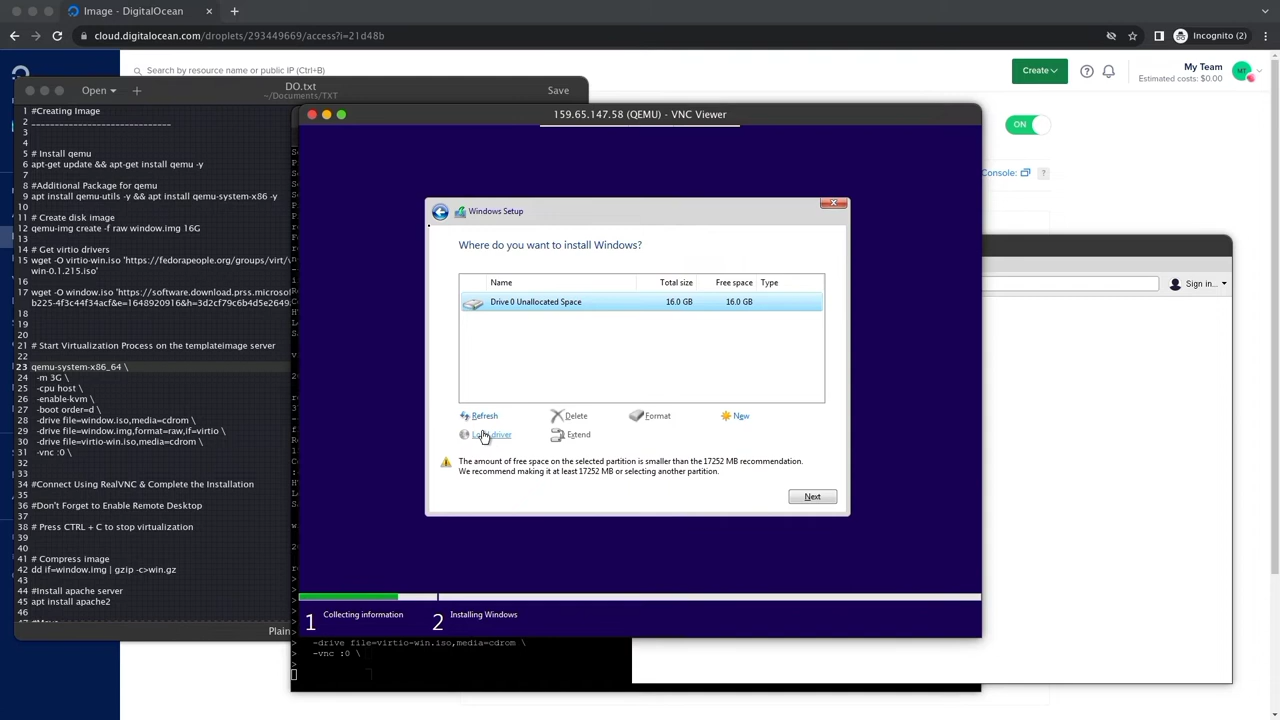 Image - DigitalOcean
cloud.digitalocean.com/droplets/293449669/access?i=21d48b
Incognito (2)
Search by resource name or public IP (Ctrl+B)
Create
My Team
Estimated costs: $0.00
MT
ON
Console:
?
Sign in...
Open
DO.txt
~/Documents/TXT
Save
1 #Creating Image
2 ------------------------------
3
4
5 # Install qemu
6 apt-get update && apt-get install qemu -y
7
8 #Additional Package for qemu
9 apt install qemu-utils -y && apt install qemu-system-x86 -y
10
11 # Create disk image
12 qemu-img create -f raw window.img 16G
13
14 # Get virtio drivers
15 wget -O virtio-win.iso 'https://fedorapeople.org/groups/virt/
win-0.1.215.iso'
16
17 wget -O window.iso 'https://software.download.prss.microsof
b225-4f3c44f34acf&e=1648920916&h=3d2cf79c6d5e2649
18
19
20
21 # Start Virtualization Process on the templateimage server
22
23 qemu-system-x86_64 \
24 -m 3G \
25 -cpu host \
26 -enable-kvm \
27 -boot order=d \
28 -drive file=window.iso,media=cdrom \
29 -drive file=window.img,format=raw,if=virtio \
30 -drive file=virtio-win.iso,media=cdrom \
31 -vnc :0 \
33
34 #Connect Using RealVNC & Complete the Installation
35
36 #Don't Forget to Enable Remote Desktop
37
38 # Press CTRL + C to stop virtualization
39
40
41 # Compress image
42 dd if=window.img | gzip -c>win.gz
43
44 #Install apache server
45 apt install apache2
46
Plain
159.65.147.58 (QEMU) - VNC Viewer
Windows Setup
Where do you want to install Windows?
Name Total size Free space Type
Drive 0 Unallocated Space 16.0 GB 16.0 GB
Refresh Delete Format New
driver Extend
The amount of free space on the selected partition is smaller than the 17252 MB recommendation.
We recommend making it at least 17252 MB or selecting another partition.
Next
1 Collecting information
2 Installing Windows
> -drive file=virtio-win.iso,media=cdrom \
> -vnc :0 \
>